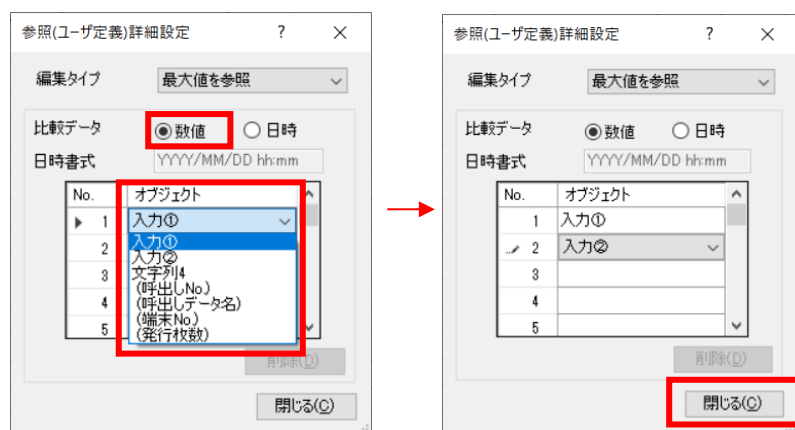 参照(ユーザ定義)詳細設定 ? ×
編集タイプ 最大値を参照
比較データ 数値 日時
日時書式 YYYY/MM/DD hh:mm
No. オブジェクト
1 入力①
入力①
2 入力②
3 文字列4
(呼出しNo.)
4 (呼出しデータ名)
(端末No.)
5 (発行枚数)
削除(D)
閉じる(C)
参照(ユーザ定義)詳細設定 ? ×
編集タイプ 最大値を参照
比較データ 数値 日時
日時書式 YYYY/MM/DD hh:mm
No. オブジェクト
1 入力①
2 入力②
3
4
5
削除(D)
閉じる(C)